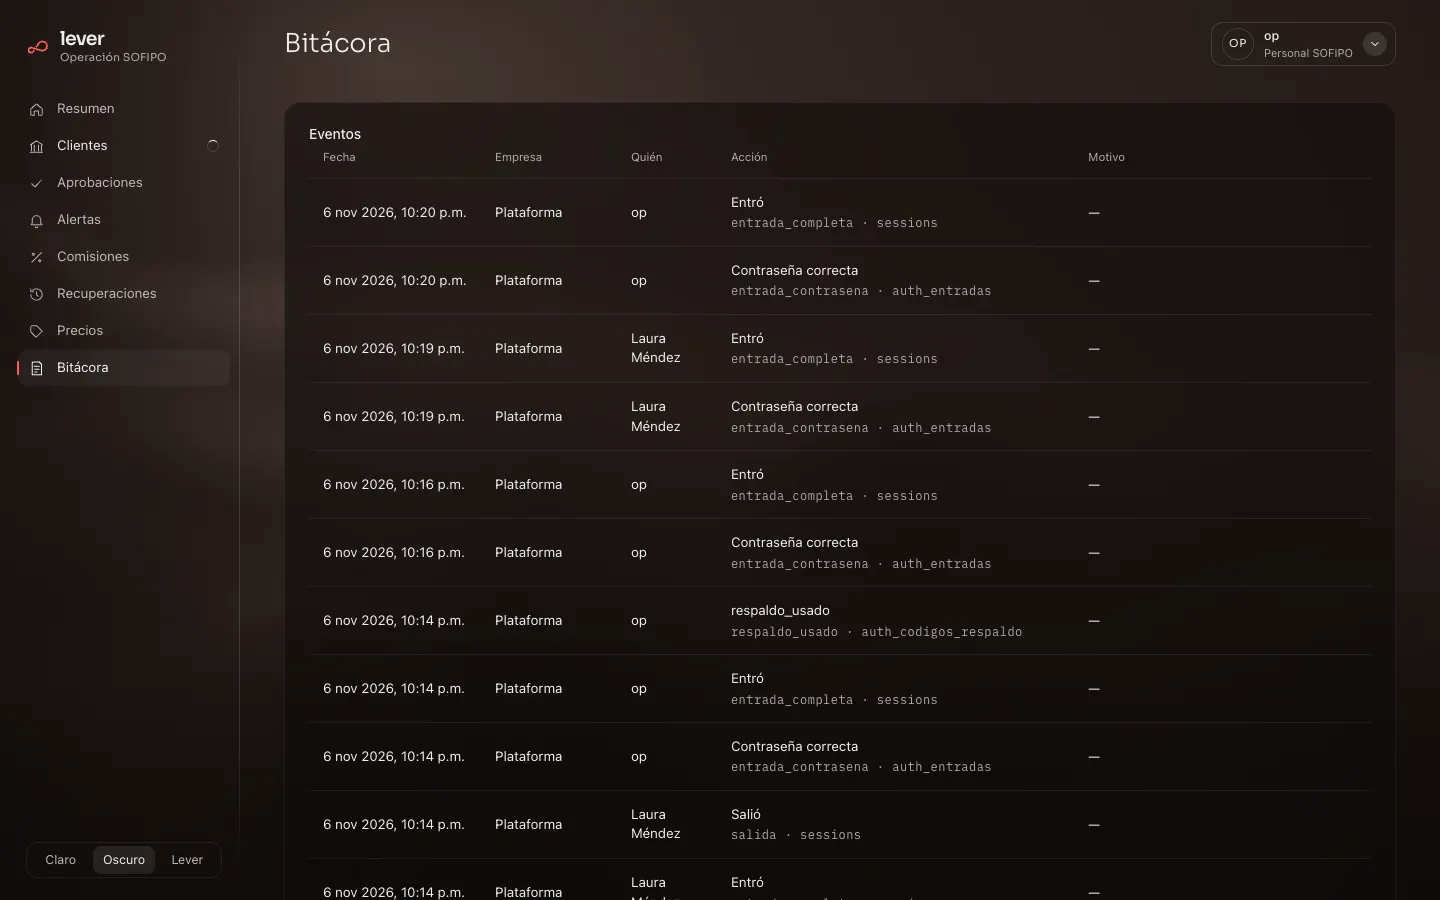 lever
Operación SOFIPO
Resumen
Clientes
Aprobaciones
Alertas
Comisiones
Recuperaciones
Precios
Bitácora
Claro Oscuro Lever
Bitácora
OP
op
Personal SOFIPO
Eventos
Fecha Empresa Quién Acción Motivo
6 nov 2026, 10:20 p.m. Plataforma op Entró —
entrada_completa · sessions
6 nov 2026, 10:20 p.m. Plataforma op Contraseña correcta —
entrada_contrasena · auth_entradas
6 nov 2026, 10:19 p.m. Plataforma Laura Entró —
Méndez entrada_completa · sessions
6 nov 2026, 10:19 p.m. Plataforma Laura Contraseña correcta —
Méndez entrada_contrasena · auth_entradas
6 nov 2026, 10:16 p.m. Plataforma op Entró —
entrada_completa · sessions
6 nov 2026, 10:16 p.m. Plataforma op Contraseña correcta —
entrada_contrasena · auth_entradas
6 nov 2026, 10:14 p.m. Plataforma op respaldo_usado —
respaldo_usado · auth_codigos_respaldo
6 nov 2026, 10:14 p.m. Plataforma op Entró —
entrada_completa · sessions
6 nov 2026, 10:14 p.m. Plataforma op Contraseña correcta —
entrada_contrasena · auth_entradas
6 nov 2026, 10:14 p.m. Plataforma Laura Salió —
Méndez salida · sessions
6 nov 2026, 10:14 p.m. Plataforma Laura Entró —